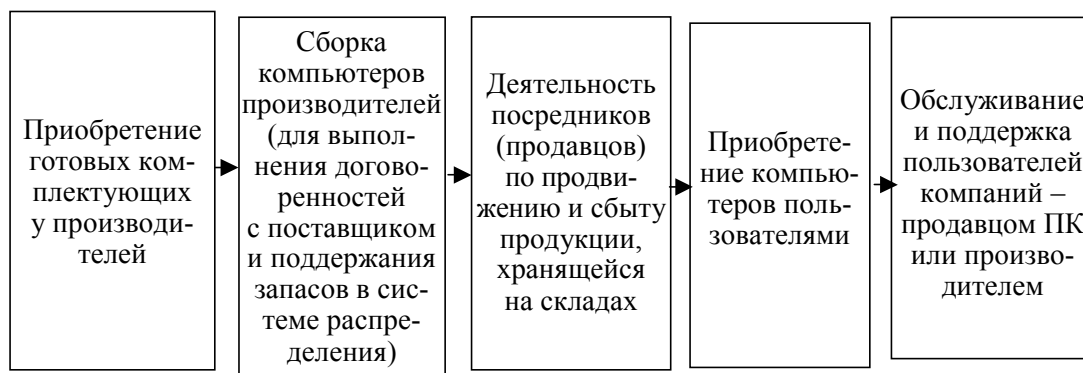 Приобретение
готовых ком-
плектующих
у производи-
телей
Сборка
компьютеров
производителей
(для выпол-
нения догово-
ренностей
с поставщиком
и поддержания
запасов в сис-
теме распре-
деления)
Деятельность
посредников
(продавцов)
по продви-
жению и сбыту
продукции,
хранящейся
на складах
Приобрете-
ние компью-
теров поль-
зователями
Обслуживание
и поддержка
пользователей
компаний –
продавцом ПК
или произво-
дителем